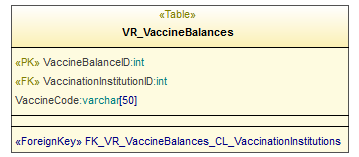 «Table»
VR_VaccineBalances
«PK» VaccineBalanceID:int
«FK» VaccinationInstitutionID:int
VaccineCode:varchar[50]
«ForeignKey» FK_VR_VaccineBalances_CL_VaccinationInstitutions